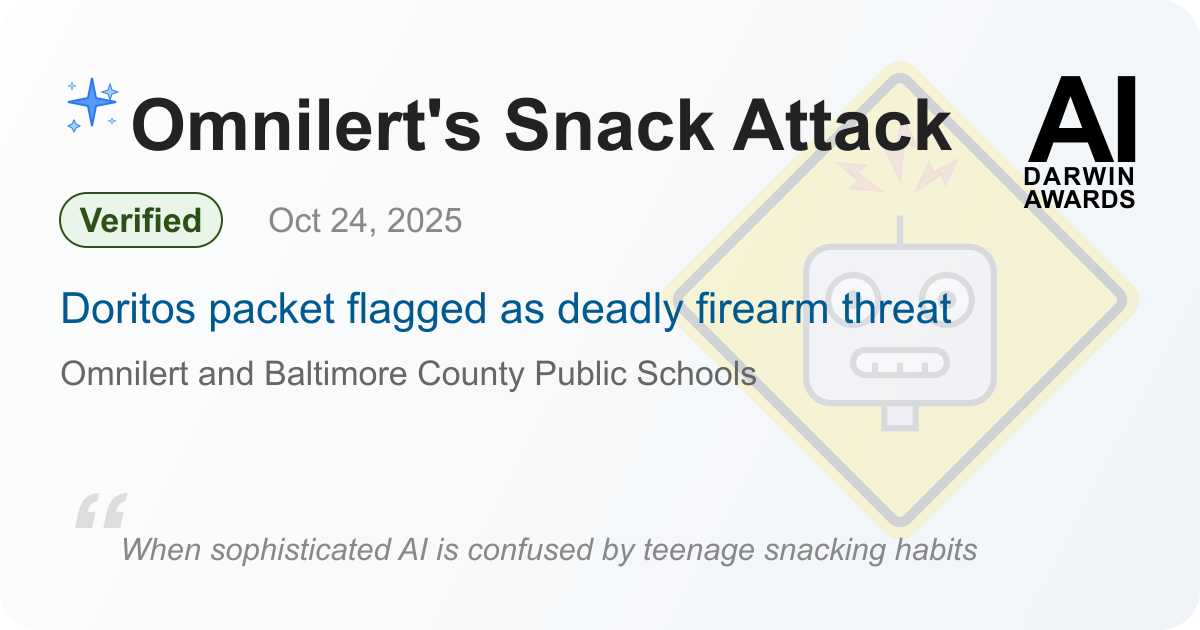 Omnilert's Snack Attack
AI
DARWIN
AWARDS
Verified
Oct 24, 2025
Doritos packet flagged as deadly firearm threat
Omnilert and Baltimore County Public Schools
“
When sophisticated AI is confused by teenage snacking habits